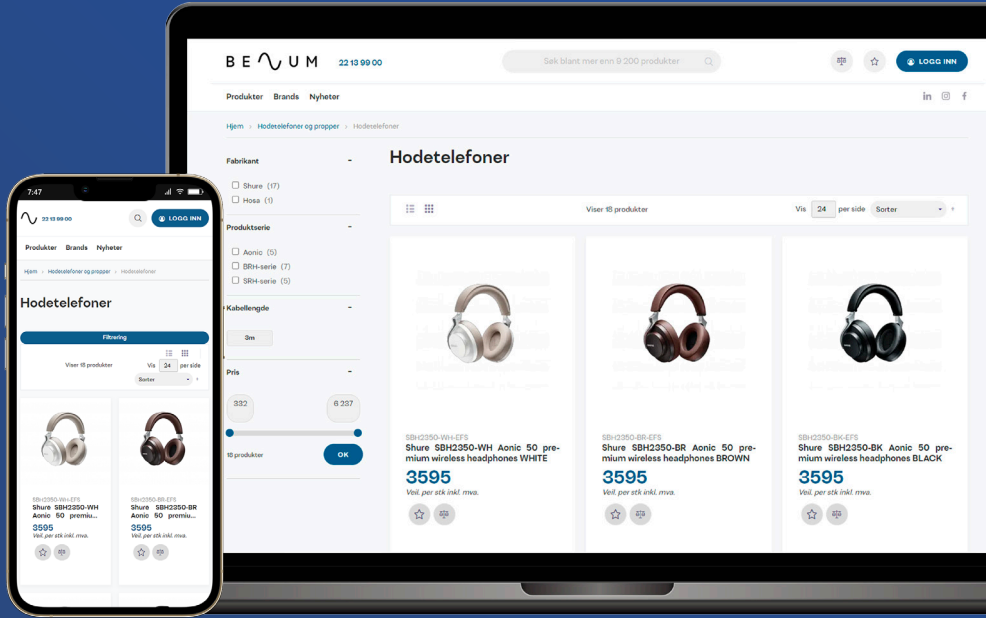 BENUM 22 13 99 00
Søk blant mer enn 9 200 produkter
LOGG INN
Produkter Brands Nyheter
in f
Hjem > Hodetelefoner og propper > Hodetelefoner
Fabrikant -
Shure (17)
Hosa (1)
Produktserie -
Aonic (5)
BRH-serie (7)
SRH-serie (5)
Kabellengde -
3m
Pris -
332 6 237
18 produkter OK
Hodetelefoner
Viser 18 produkter
Vis 24 per side Sorter
SBH2350-WH-EFS
Shure SBH2350-WH Aonic 50 pre-
mium wireless headphones WHITE
3595
Veil. per stk inkl. mva.
SBH2350-BR-EFS
Shure SBH2350-BR Aonic 50 pre-
mium wireless headphones BROWN
3595
Veil. per stk inkl. mva.
SBH2350-BK-EFS
Shure SBH2350-BK Aonic 50 pre-
mium wireless headphones BLACK
3595
Veil. per stk inkl. mva.
7:47
22 13 99 00
LOGG INN
Produkter Brands Nyheter
Hjem > Hodetelefoner og propper > Hodetelefoner
Hodetelefoner
Filtrering
Viser 18 produkter
Vis 24 per side
Sorter
SBH2350-WH-EFS
Shure SBH2350-WH
Aonic 50 premiu...
3595
Veil. per stk inkl. mva.
SBH2350-BR-EFS
Shure SBH2350-BR
Aonic 50 premiu...
3595
Veil. per stk inkl. mva.